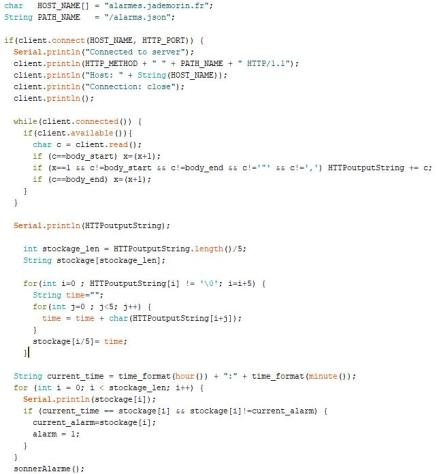 char   HOST_NAME[] = "alarmes.jademorin.fr";
String PATH_NAME   = "/alarms.json";

if(client.connect(HOST_NAME, HTTP_PORT)) {
  Serial.println("Connected to server");
  client.println(HTTP_METHOD + " " + PATH_NAME + " HTTP/1.1");
  client.println("Host: " + String(HOST_NAME));
  client.println("Connection: close");
  client.println();

  while(client.connected()) {
    if(client.available()){
      char c = client.read();
      if (c==body_start) x=(x+1);
      if (x==1 && c!=body_start && c!=body_end && c!='"' && c!=',') HTTPoutputString += c;
      if (c==body_end) x=(x+1);
    }
  }

  Serial.println(HTTPoutputString);

    int stockage_len = HTTPoutputString.length()/5;
    String stockage[stockage_len];

    for(int i=0 ; HTTPoutputString[i] != '\0'; i=i+5) {
      String time="";
      for(int j=0 ; j<5; j++) {
        time = time + char(HTTPoutputString[i+j]);
      }
      stockage[i/5]= time;
    }

  String current_time = time_format(hour()) + ":" + time_format(minute());
  for (int i = 0; i < stockage_len; i++) {
    Serial.println(stockage[i]);
    if (current_time == stockage[i] && stockage[i]!=current_alarm) {
      current_alarm=stockage[i];
      alarm = 1;
    }
  }
  sonnerAlarme();